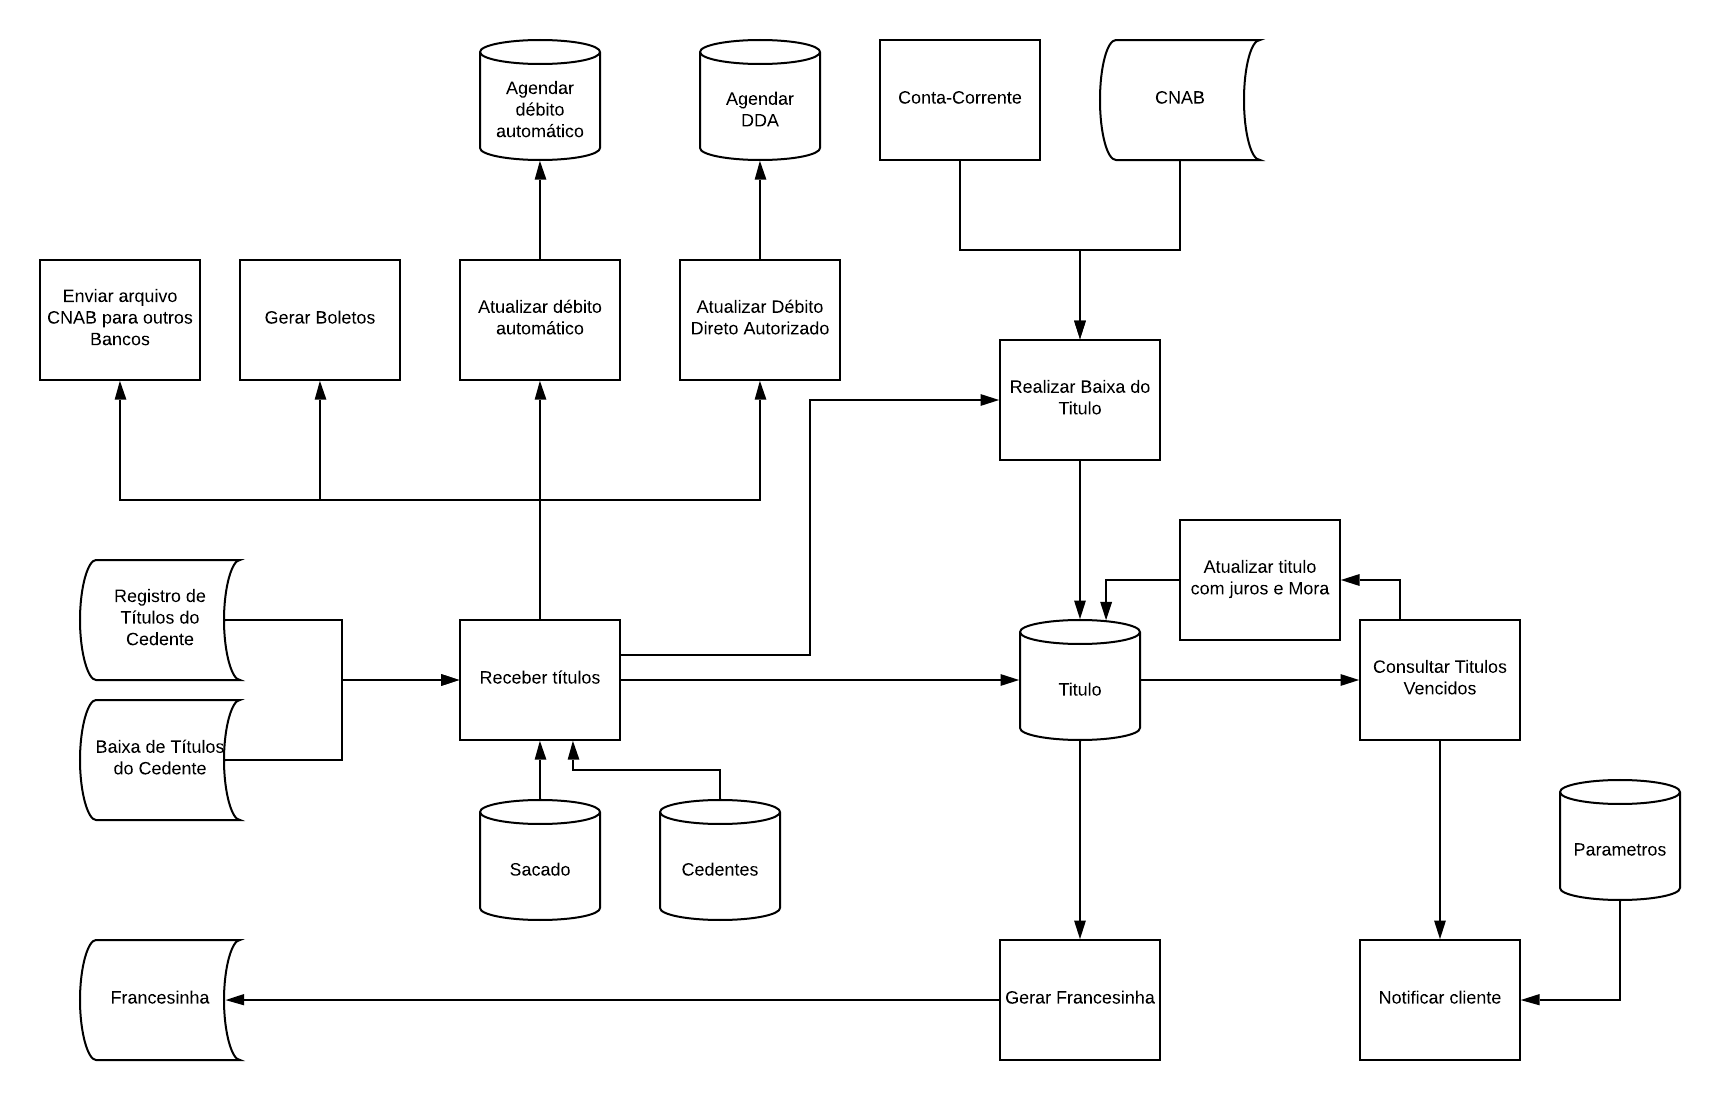 Agendar
débito
automático
Agendar
DDA
Conta-Corrente
CNAB
Enviar arquivo
CNAB para outros
Bancos
Gerar Boletos
Atualizar débito
automático
Atualizar Débito
Direto Autorizado
Realizar Baixa do
Titulo
Atualizar titulo
com juros e Mora
Registro de
Títulos do
Cedente
Receber títulos
Titulo
Consultar Titulos
Vencidos
Baixa de Títulos
do Cedente
Sacado
Cedentes
Parametros
Francesinha
Gerar Francesinha
Notificar cliente